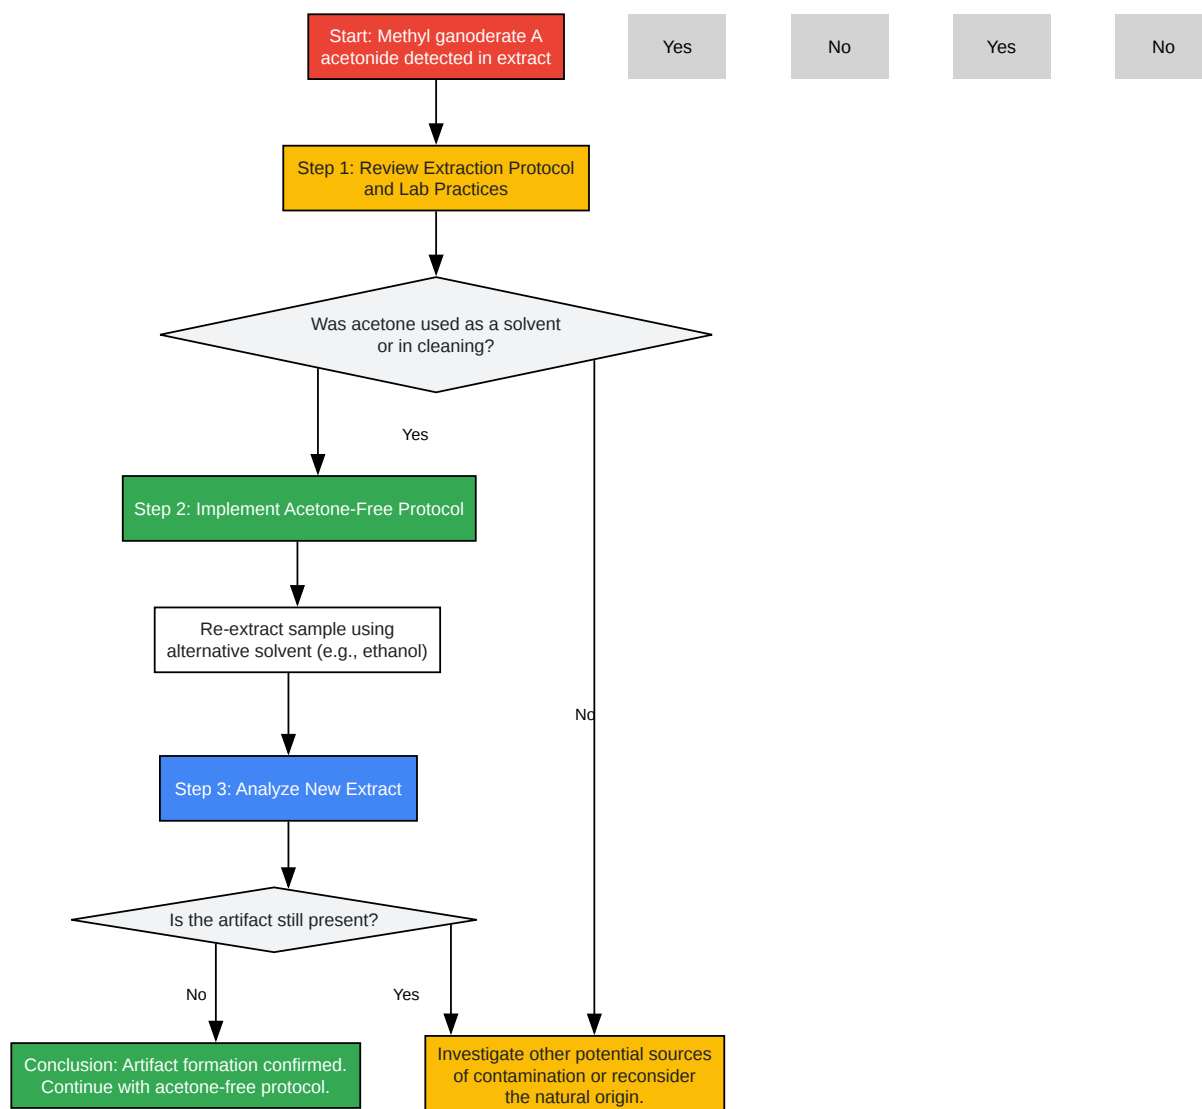 Start: Methyl ganoderate A
acetonide detected in extract
Yes
No
Yes
No
Step 1: Review Extraction Protocol
and Lab Practices
Was acetone used as a solvent
or in cleaning?
Yes
Step 2: Implement Acetone-Free Protocol
Re-extract sample using
alternative solvent (e.g., ethanol)
No
Step 3: Analyze New Extract
Is the artifact still present?
No
Yes
Conclusion: Artifact formation confirmed.
Continue with acetone-free protocol.
Investigate other potential sources
of contamination or reconsider
the natural origin.